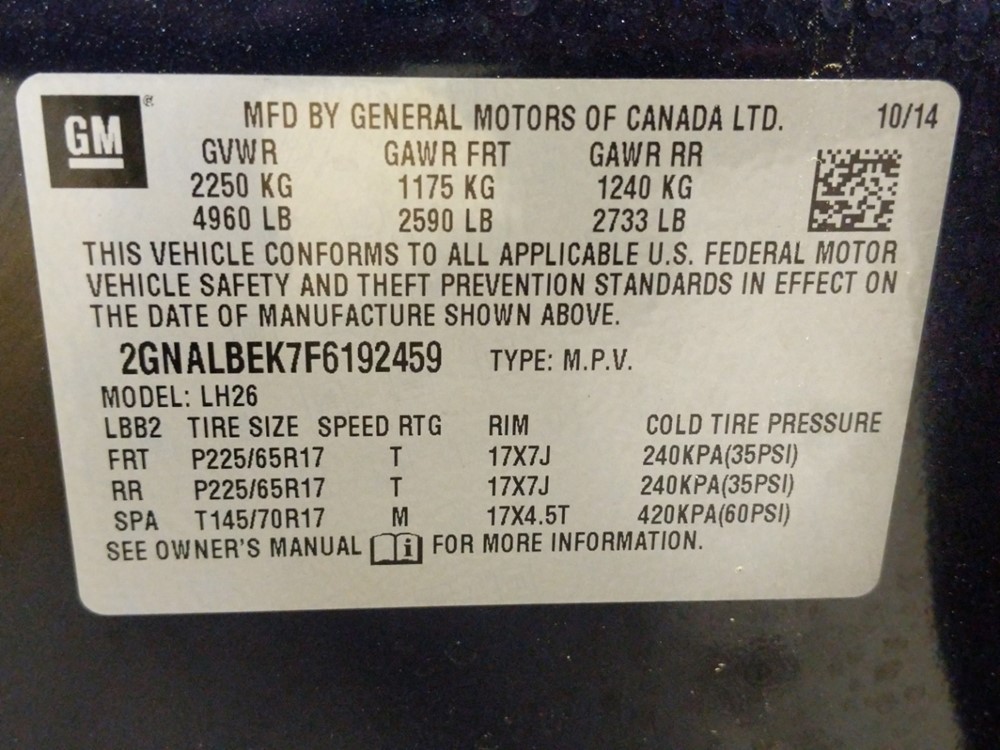 GM ®
MFD BY GENERAL MOTORS OF CANADA LTD. 10/14
GVWR GAWR FRT GAWR RR
2250 KG 1175 KG 1240 KG
4960 LB 2590 LB 2733 LB
THIS VEHICLE CONFORMS TO ALL APPLICABLE U.S. FEDERAL MOTOR
VEHICLE SAFETY AND THEFT PREVENTION STANDARDS IN EFFECT ON
THE DATE OF MANUFACTURE SHOWN ABOVE.
2GNALBEK7F6192459 TYPE: M.P.V.
MODEL: LH26
LBB2 TIRE SIZE SPEED RTG RIM COLD TIRE PRESSURE
FRT P225/65R17 T 17X7J 240KPA(35PSI)
RR P225/65R17 T 17X7J 240KPA(35PSI)
SPA T145/70R17 M 17X4.5T 420KPA(60PSI)
SEE OWNER'S MANUAL i FOR MORE INFORMATION.